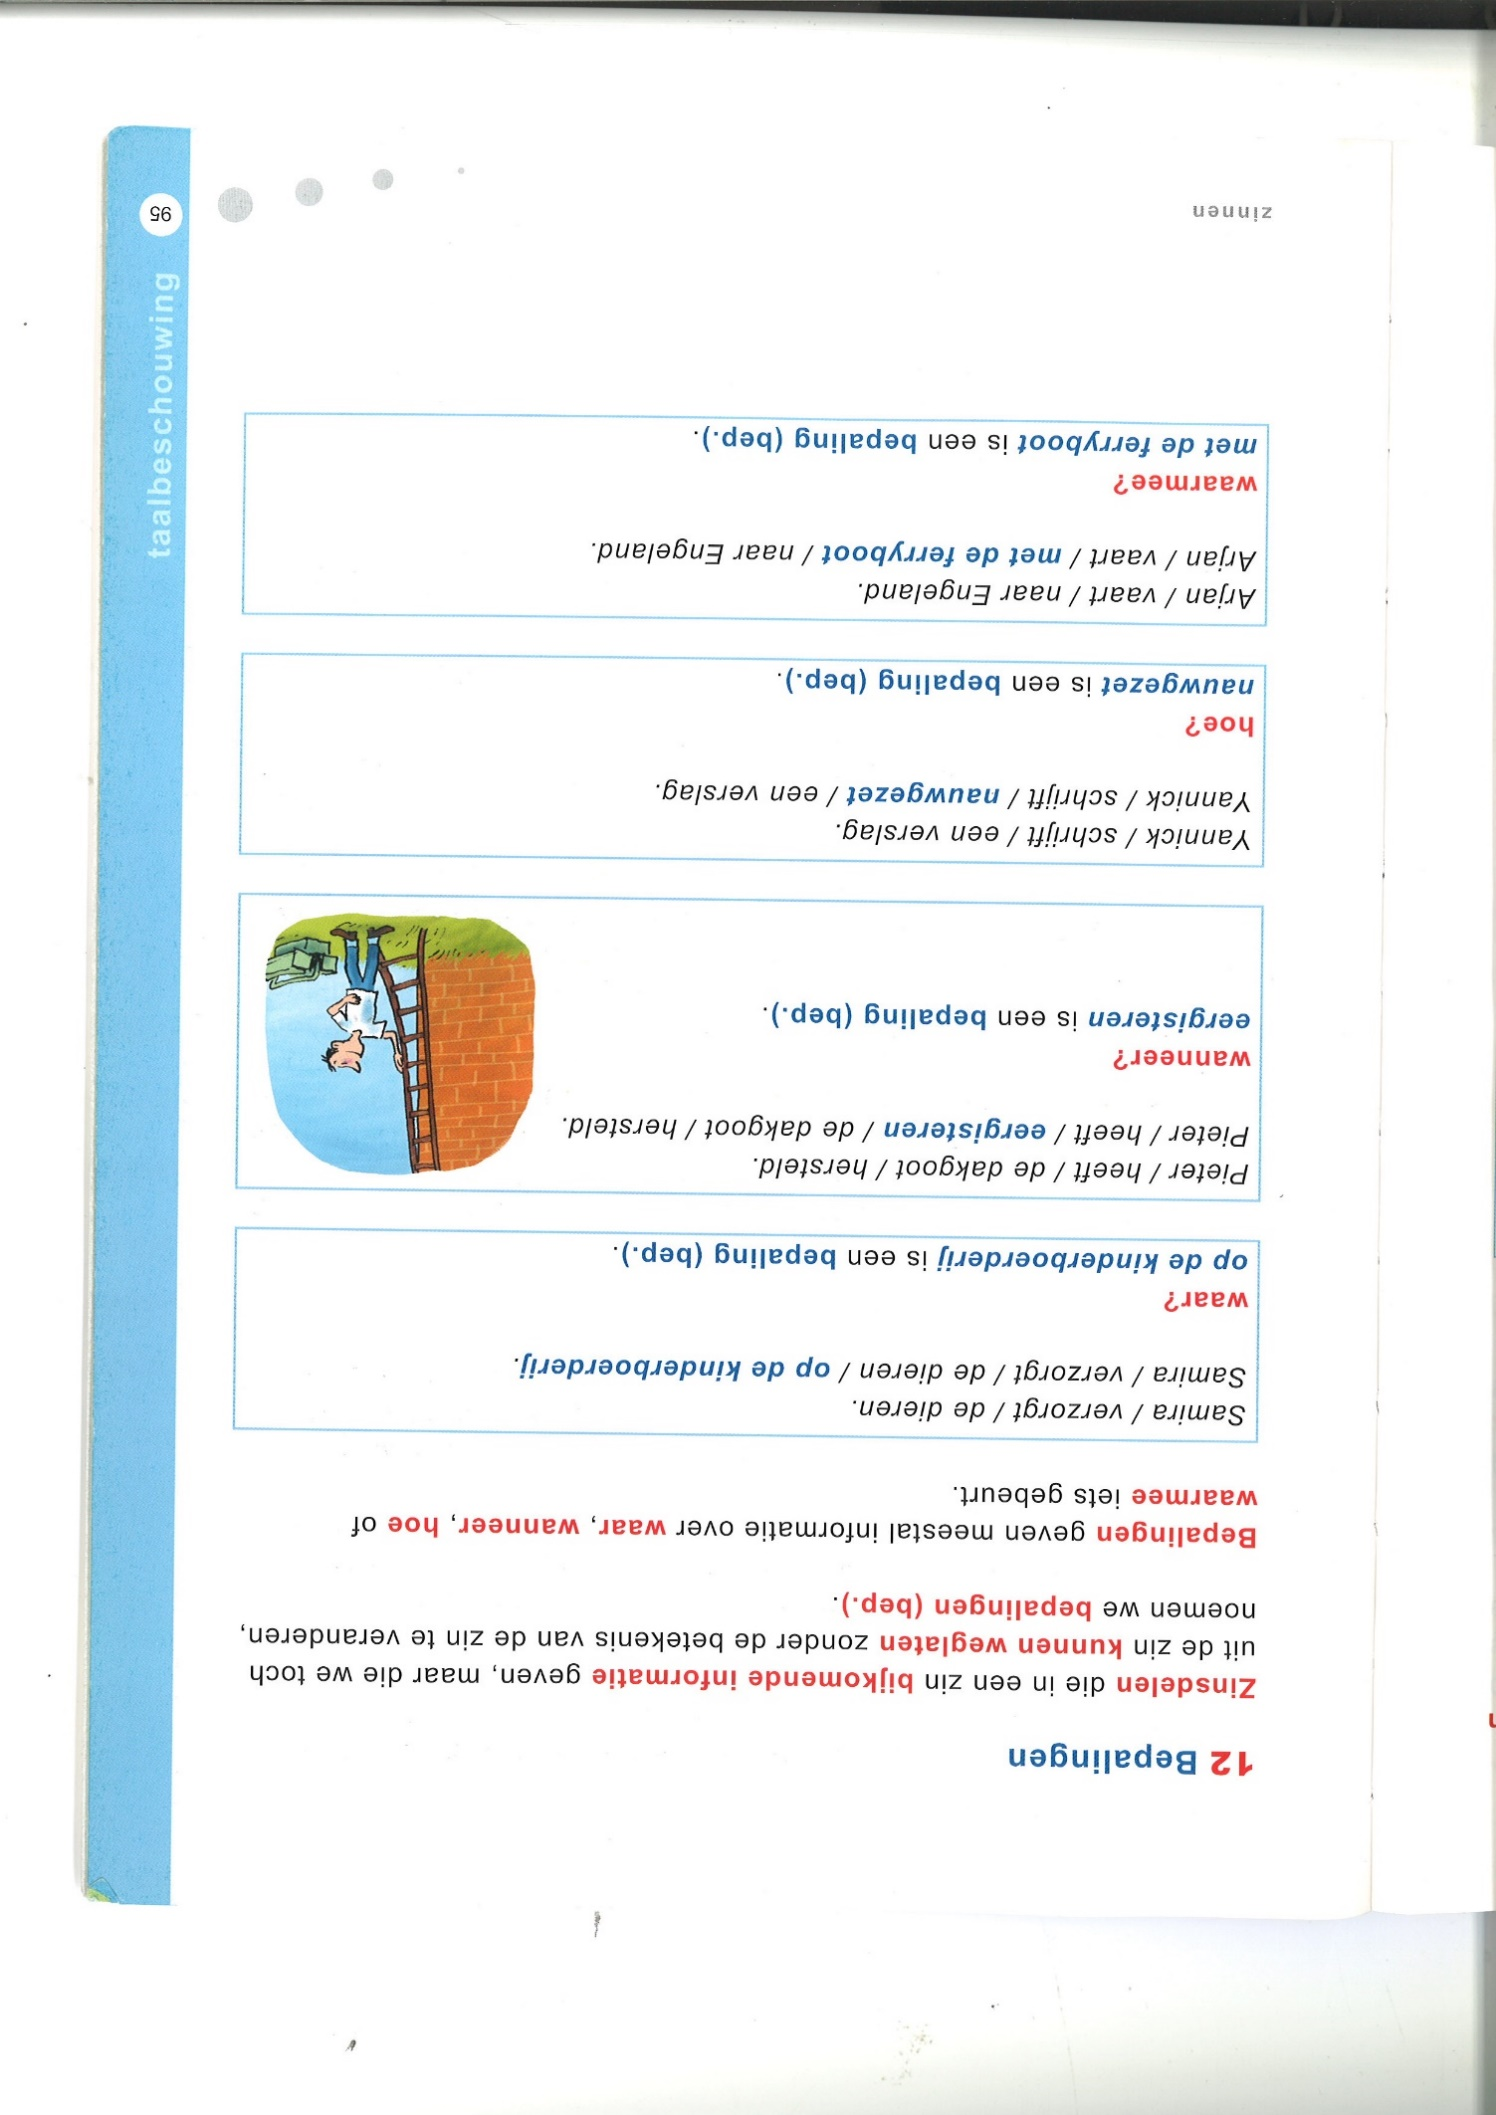 12 Bepalingen
Zinsdelen die in een zin bijkomende informatie geven, maar die we toch
uit de zin kunnen weglaten zonder de betekenis van de zin te veranderen,
noemen we bepalingen (bep.).
Bepalingen geven meestal informatie over waar, wanneer, hoe of
waarmee iets gebeurt.
Samira / verzorgt / de dieren.
Samira / verzorgt / de dieren / op de kinderboerderij.
waar?
op de kinderboerderij is een bepaling (bep.).
Pieter / heeft / de dakgoot / hersteld.
Pieter / heeft / eergisteren / de dakgoot / hersteld.
wanneer?
eergisteren is een bepaling (bep.).
Yannick / schrijft / een verslag.
Yannick / schrijft / nauwgezet / een verslag.
hoe?
nauwgezet is een bepaling (bep.).
Arjan / vaart / naar Engeland.
Arjan / vaart / met de ferryboot / naar Engeland.
waarmee?
met de ferryboot is een bepaling (bep.).
zinnen
taalbeschouwing
95